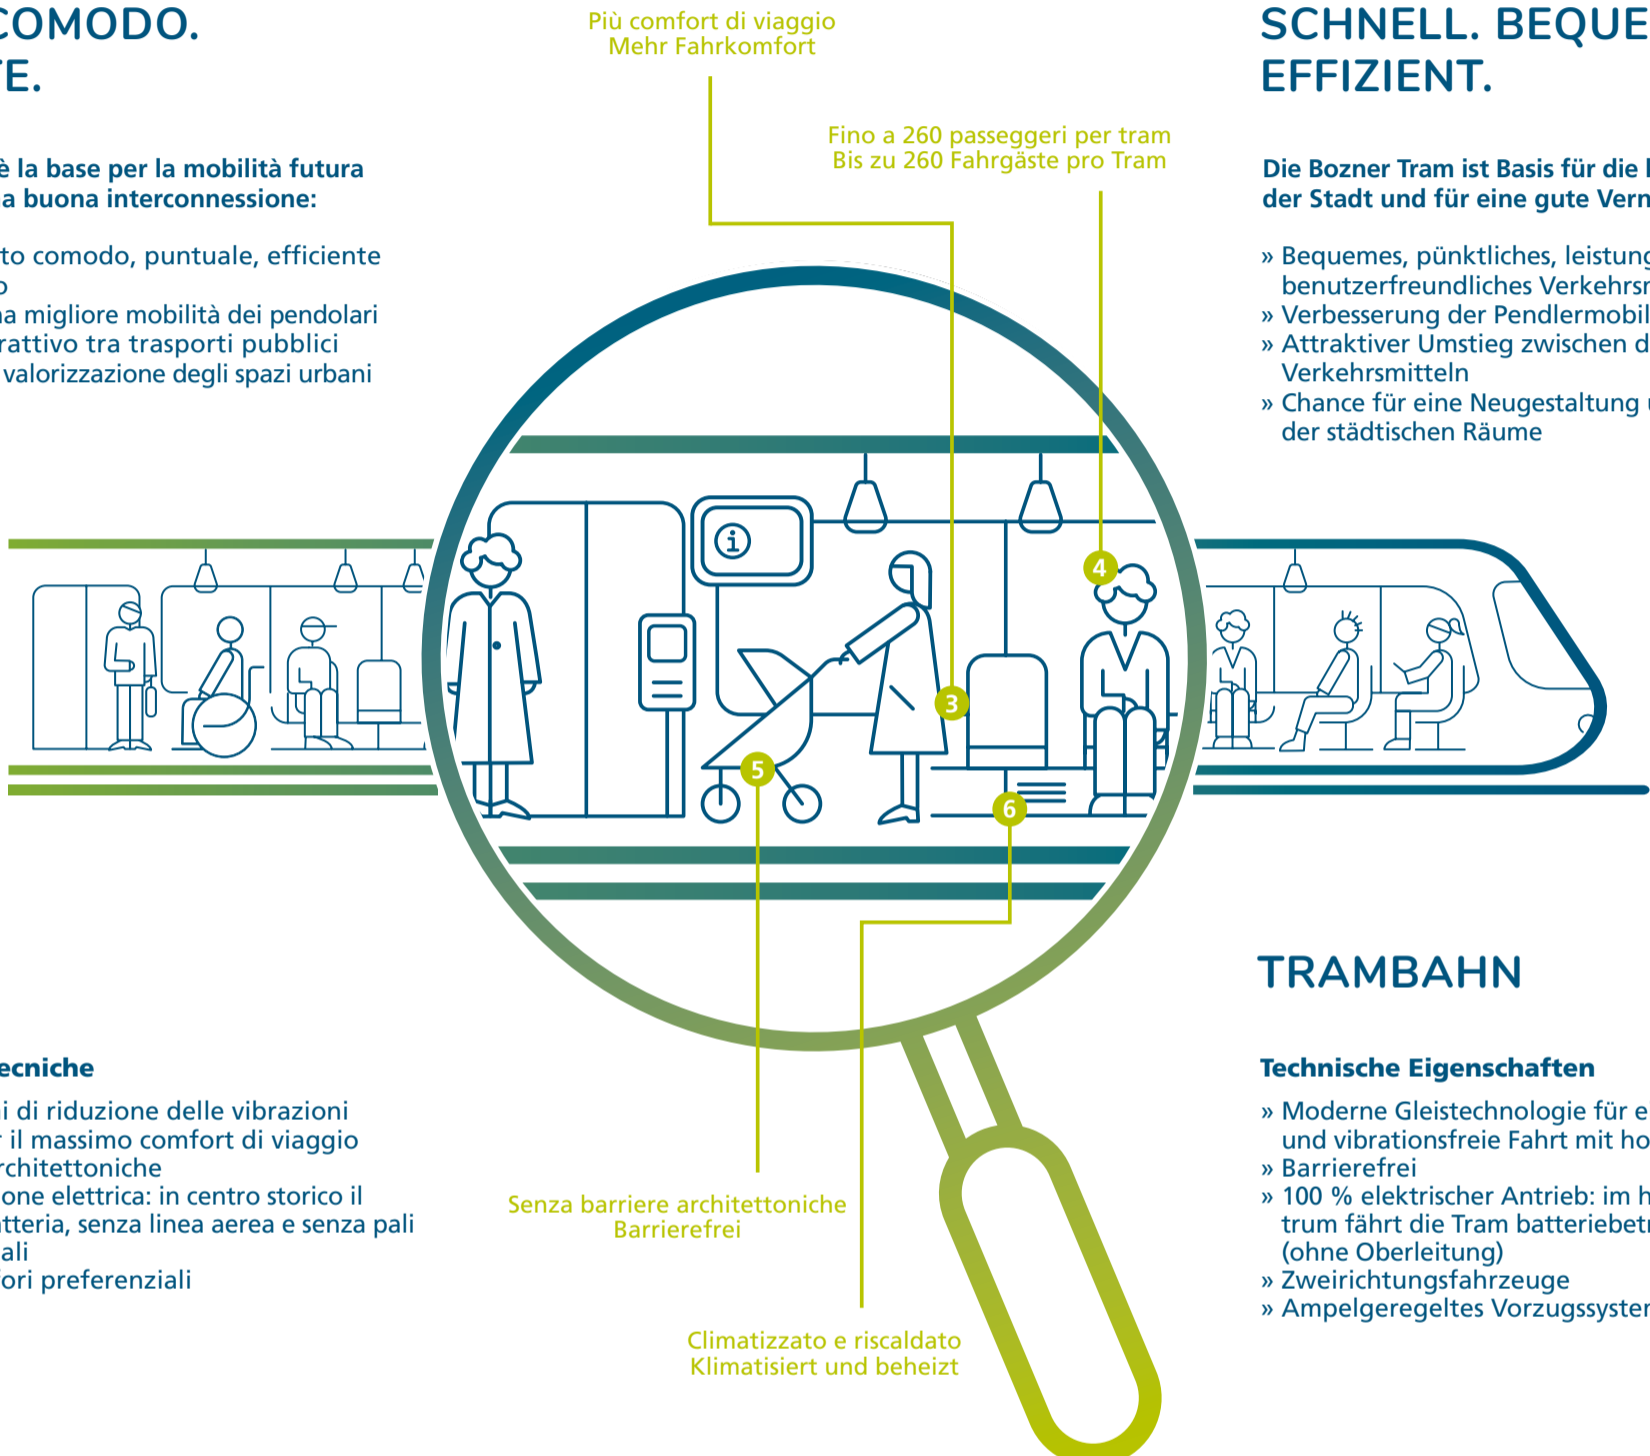 COMODO.
TE.
è la base per la mobilità futura
a buona interconnessione:
to comodo, puntuale, efficiente
o
na migliore mobilità dei pendolari
rattivo tra trasporti pubblici
valorizzazione degli spazi urbani
Più comfort di viaggio
Mehr Fahrkomfort
Fino a 260 passeggeri per tram
Bis zu 260 Fahrgäste pro Tram
SCHNELL. BEQUE
EFFIZIENT.
Die Bozner Tram ist Basis für die
der Stadt und für eine gute Vern
» Bequemes, pünktliches, leistung
benutzerfreundliches Verkehrsm
» Verbesserung der Pendlermobil
» Attraktiver Umstieg zwischen d
Verkehrsmitteln
» Chance für eine Neugestaltung u
der städtischen Räume
i
4
3
5
6
ecniche
ni di riduzione delle vibrazioni
r il massimo comfort di viaggio
rchitettoniche
one elettrica: in centro storico il
atteria, senza linea aerea e senza pali
ali
ori preferenziali
Senza barriere architettoniche
Barrierefrei
Climatizzato e riscaldato
Klimatisiert und beheizt
TRAMBAHN
Technische Eigenschaften
» Moderne Gleistechnologie für e
und vibrationsfreie Fahrt mit ho
» Barrierefrei
» 100 % elektrischer Antrieb: im h
trum fährt die Tram batteriebetr
(ohne Oberleitung)
» Zweirichtungsfahrzeuge
» Ampelgeregeltes Vorzugssystem